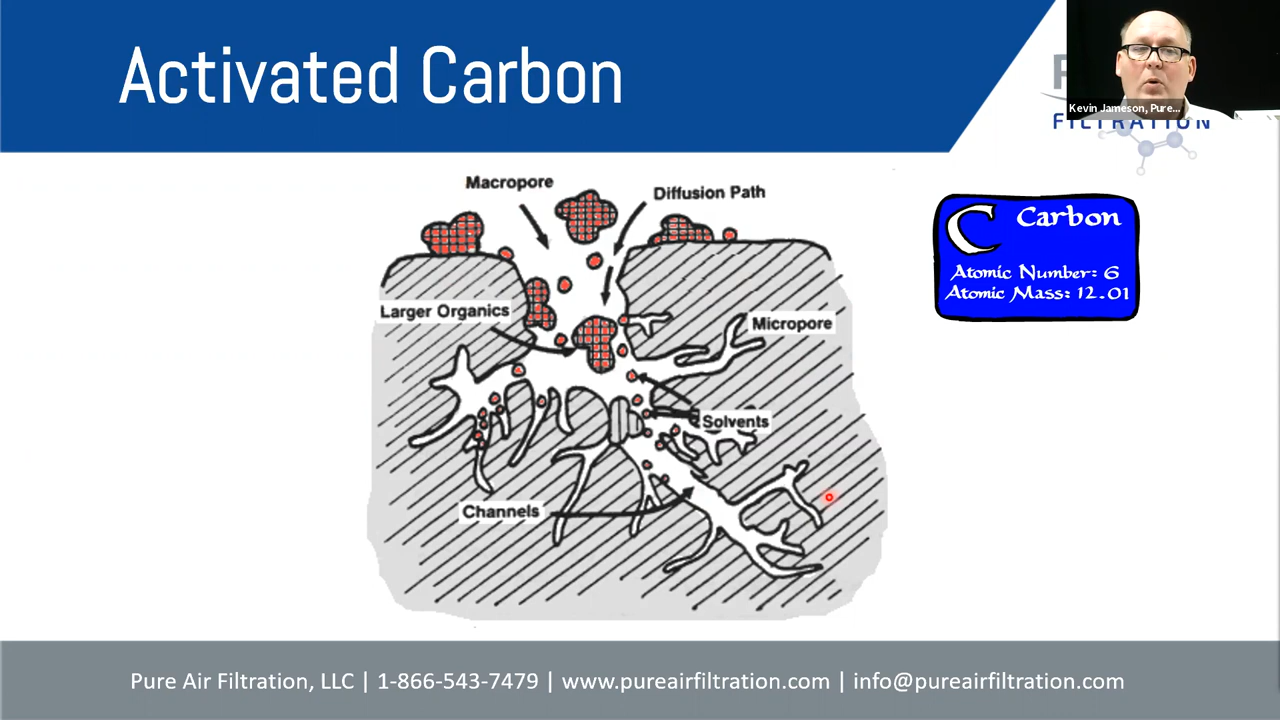 Activated Carbon
Kevin Jameson, Pure...
FILTRATION
Macropore
Diffusion Path
C Carbon
Atomic Number: 6
Atomic Mass: 12.01
Larger Organics
Micropore
Solvents
Channels
Pure Air Filtration, LLC | 1-866-543-7479 | www.pureairfiltration.com | info@pureairfiltration.com